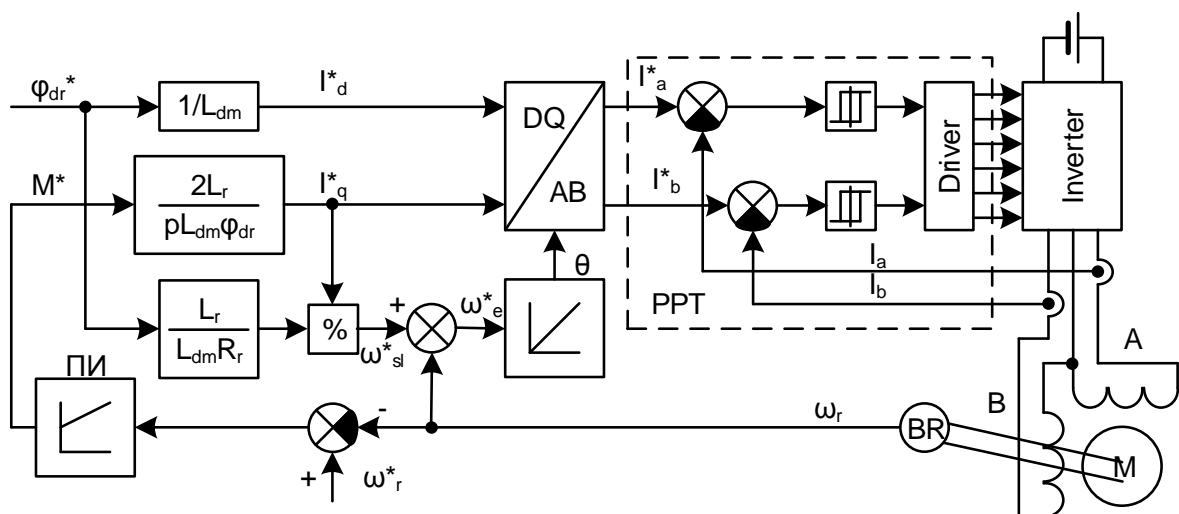 φdr*
1/Ldm
I*d
DQ
AB
I*a
Driver
Inverter
M*
2Lr
pLdmφdr
I*q
I*b
Ia
Ib
PPT
Lr
LdmRr
%
+
ω*sl
ω*e
θ
ПИ
-
+
ω*r
ωr
BR
M
A
B